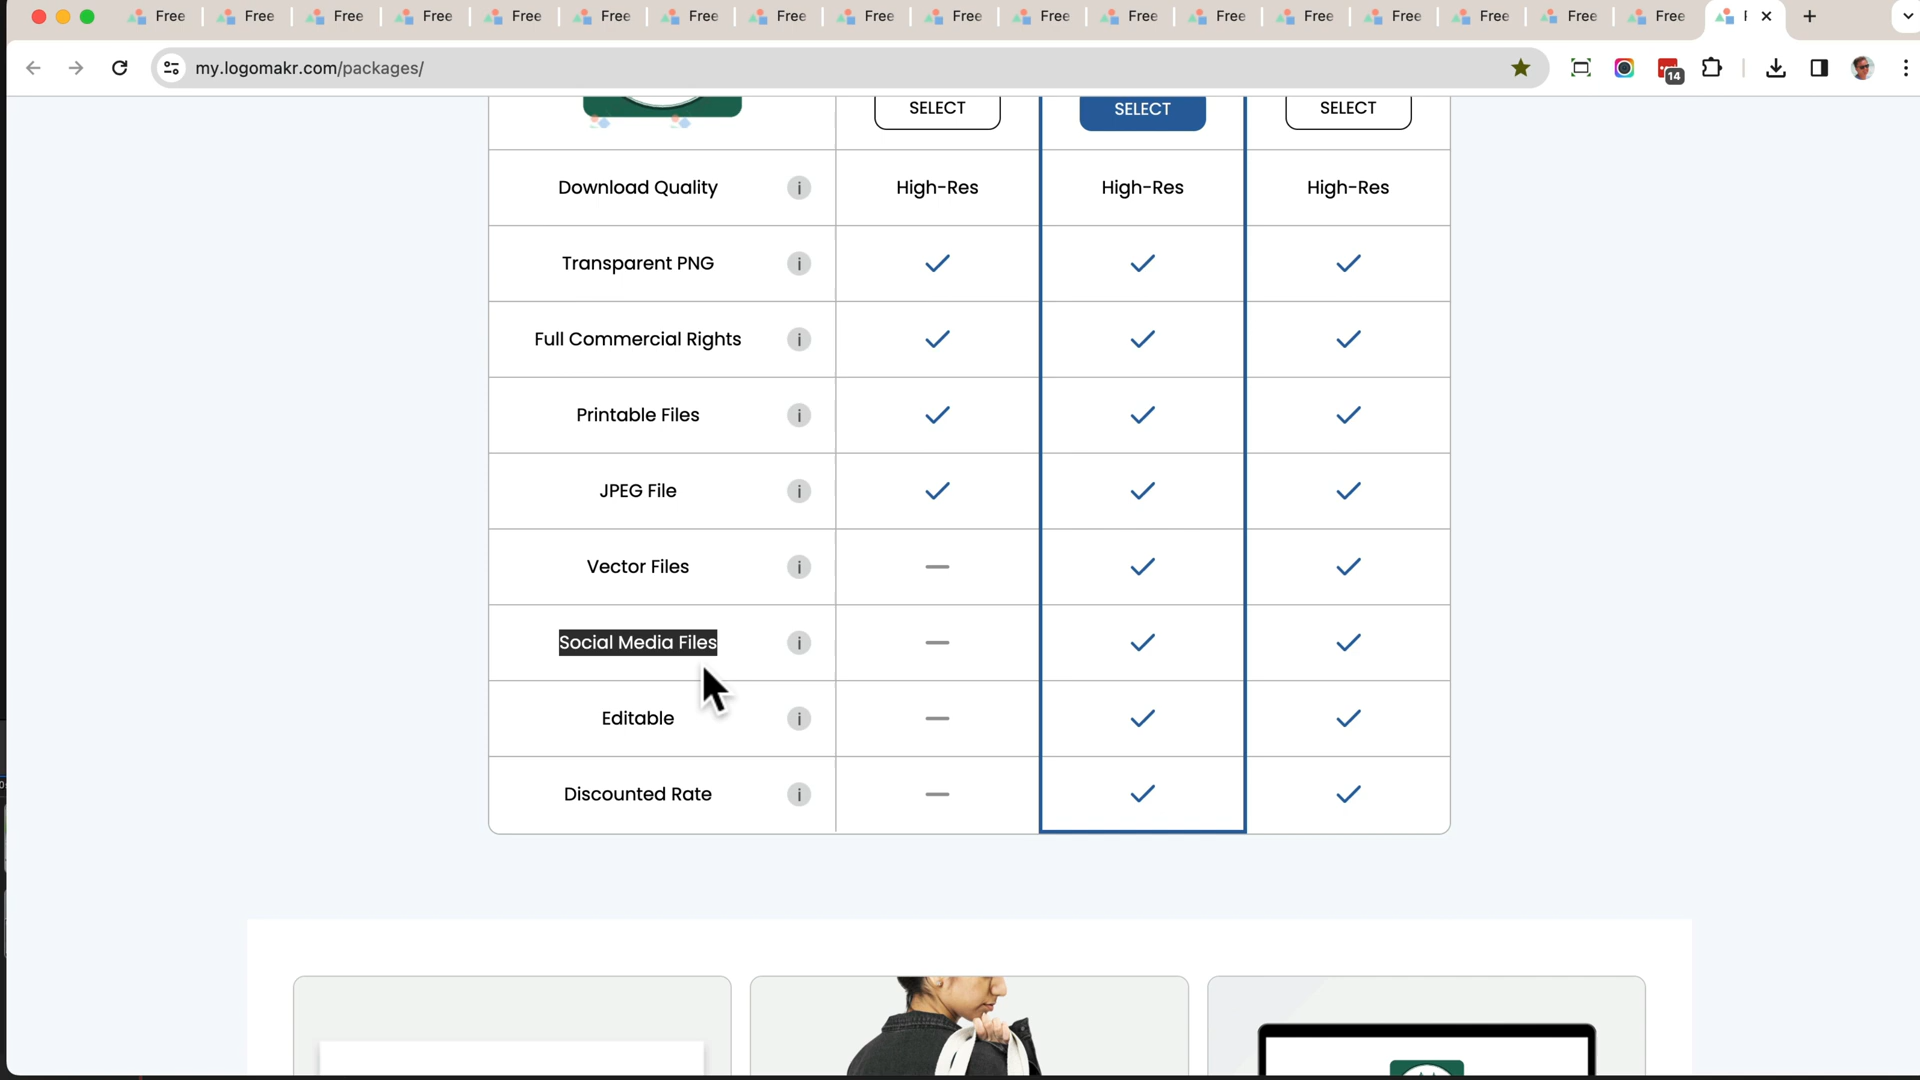 Free Free Free Free Free Free Free Free Free Free Free Free Free Free Free Free Free Free
my.logomakr.com/packages/
14
SELECT SELECT SELECT
Download Quality i High-Res High-Res High-Res
Transparent PNG i
Full Commercial Rights i
Printable Files i
JPEG File i
Vector Files i
Social Media Files i
Editable i
Discounted Rate i